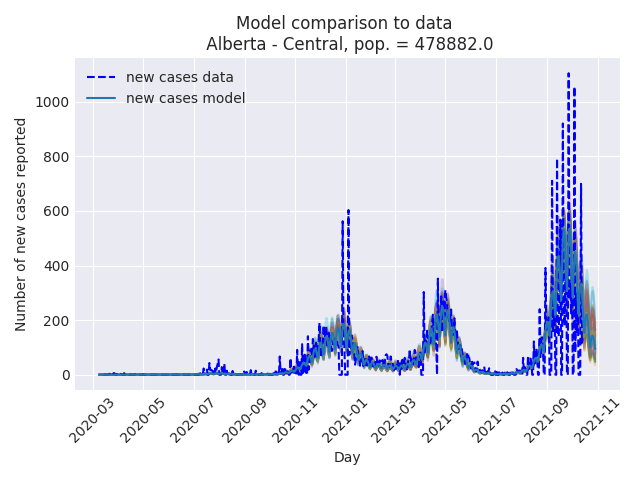 Model comparison to data
Alberta - Central, pop. = 478882.0
new cases data
new cases model
Number of new cases reported
1000
800
600
400
200
0
2020-03
2020-05
2020-07
2020-09
2020-11
2021-01
2021-03
2021-05
2021-07
2021-09
2021-11
Day